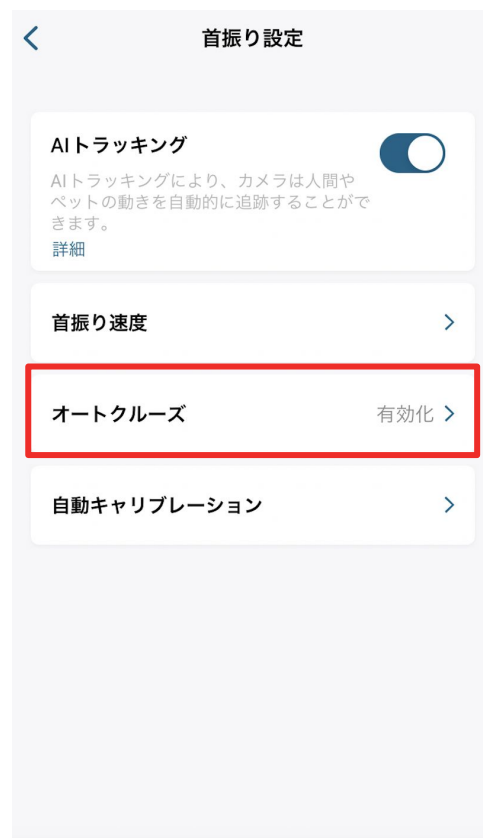 首振り設定
AIトラッキング
AIトラッキングにより、カメラは人間や
ペットの動きを自動的に追跡することがで
きます。
詳細
首振り速度
オートクルーズ 有効化
自動キャリブレーション